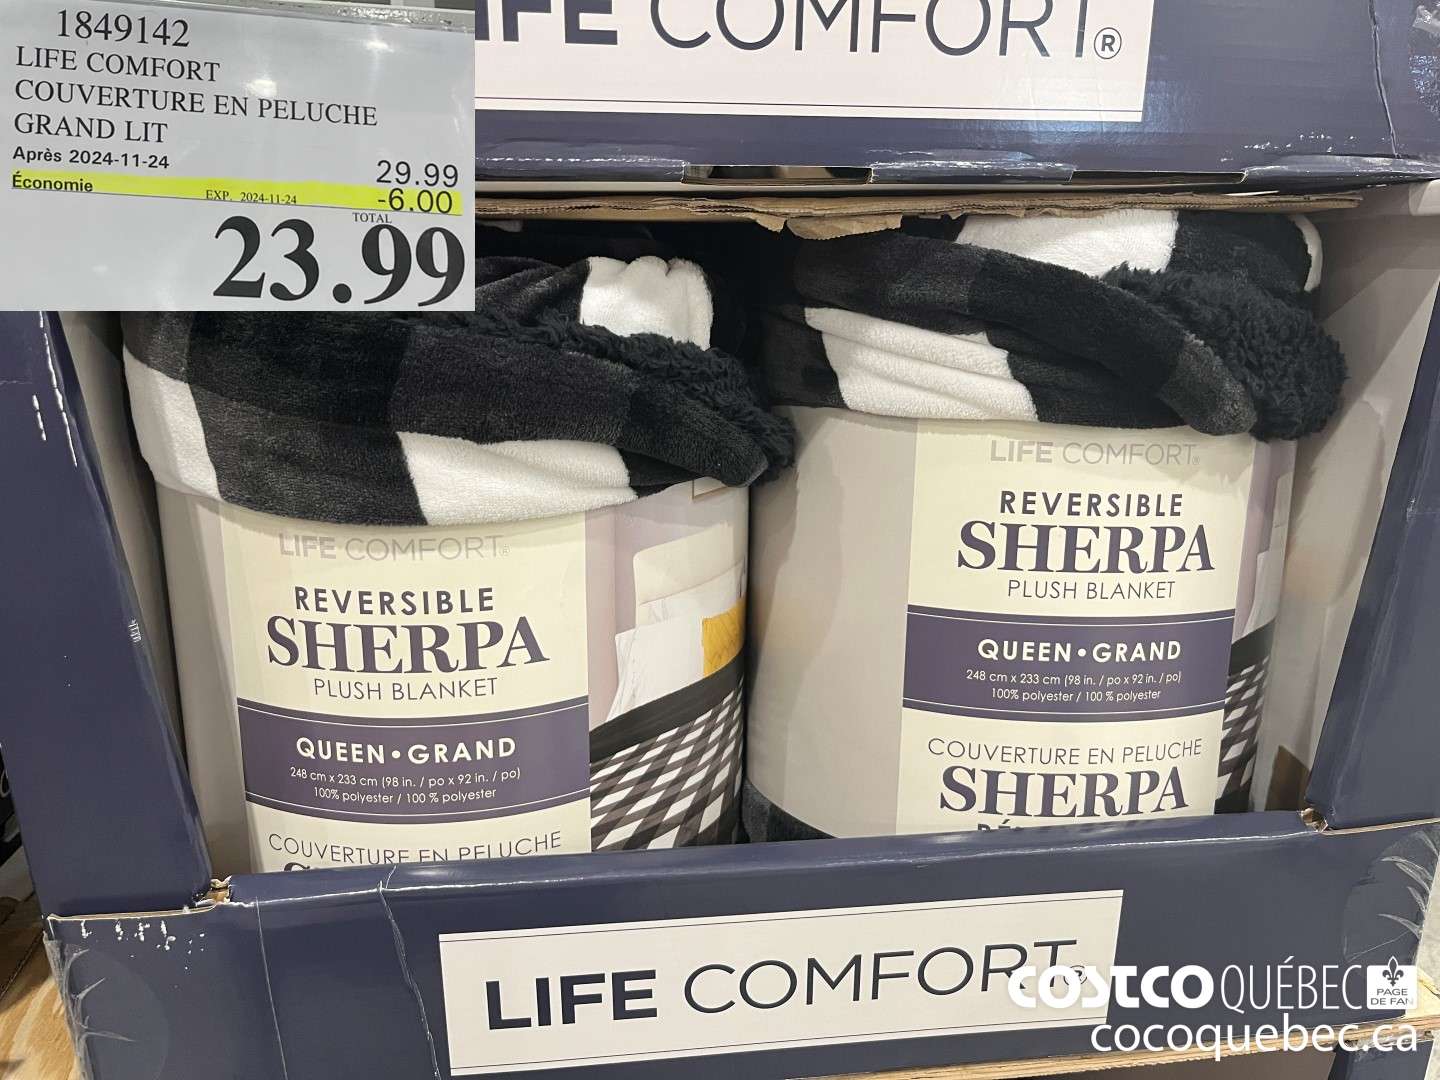 1849142
LIFE COMFORT
COUVERTURE EN PELUCHE
GRAND LIT
Après 2024-11-24
29.99
Économie
EXP. 2024-11-24
-6.00
TOTAL
23.99
LIFE COMFORT®
LIFE COMFORT®
REVERSIBLE
SHERPA
PLUSH BLANKET
QUEEN • GRAND
248 cm x 233 cm (98 in. / po x 92 in. / po)
100% polyester / 100 % polyester
COUVERTURE EN PELUCHE
LIFE COMFORT®
REVERSIBLE
SHERPA
PLUSH BLANKET
QUEEN • GRAND
248 cm x 233 cm (98 in. / po x 92 in. / po)
100% polyester / 100 % polyester
COUVERTURE EN PELUCHE
SHERPA
LIFE COMFORT®
COSTCO QUÉBEC
PAGE
DE FAN
cocoquebec.ca